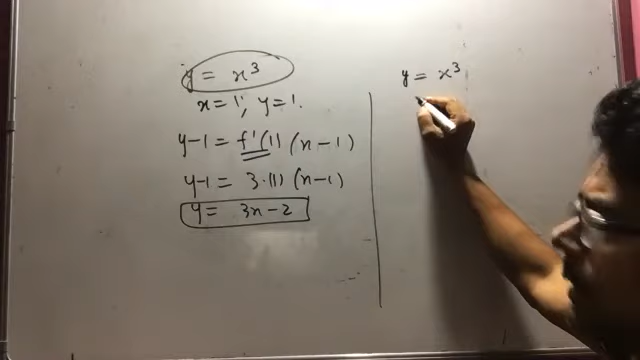 y = x³
x = 1, y = 1.
y-1 = f'(1) (x-1)
y-1 = 3.(1) (x-1)
y = 3x-2
y = x³